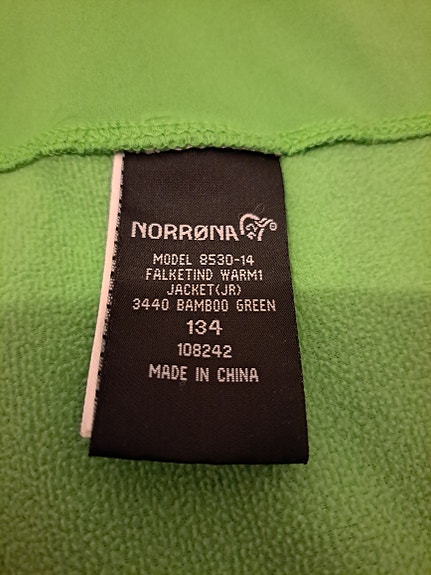 NORRØNA®
MODEL 8530-14
FALKETIND WARM1
JACKET(JR)
3440 BAMBOO GREEN
134
108242
MADE IN CHINA